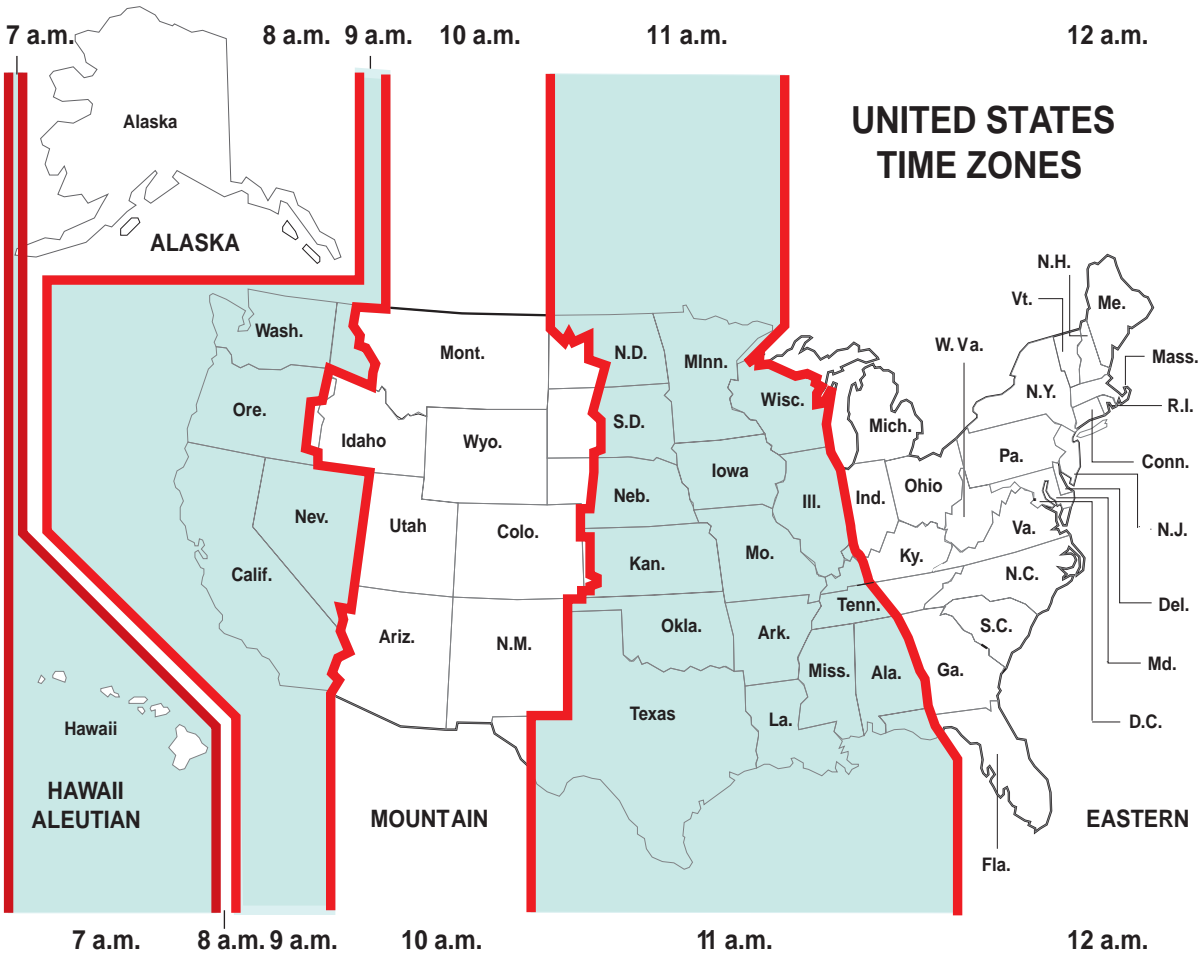 7 a.m.
8 a.m.
9 a.m.
10 a.m.
11 a.m.
12 a.m.
UNITED STATES
TIME ZONES
Alaska
ALASKA
N.H.
Vt.
Me.
W. Va.
Mass.
Wash.
Mont.
N.D.
MInn.
N.Y.
R.I.
Ore.
Idaho
Wyo.
S.D.
Wisc.
Mich.
Conn.
Pa.
Iowa
Ohio
Nev.
Utah
Colo.
Neb.
Ill.
Ind.
Va.
N.J.
Calif.
Kan.
Mo.
Ky.
N.C.
Del.
Tenn.
Ariz.
N.M.
Okla.
Ark.
S.C.
Miss.
Ala.
Ga.
Md.
Hawaii
Texas
La.
D.C.
HAWAII
ALEUTIAN
MOUNTAIN
EASTERN
Fla.
7 a.m.
8 a.m.
9 a.m.
10 a.m.
11 a.m.
12 a.m.